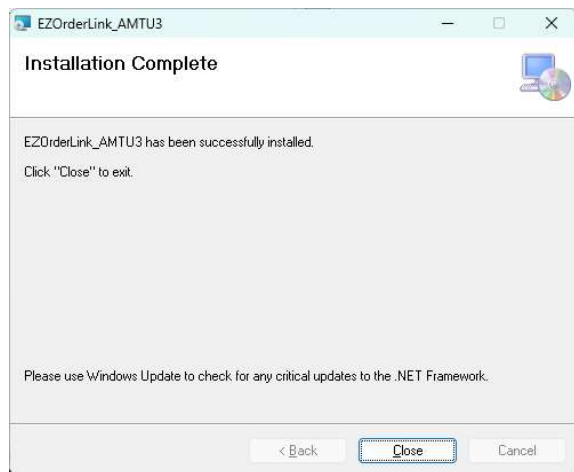 EZOrderLink_AMTU3
Installation Complete
EZOrderLink_AMTU3 has been successfully installed.
Click "Close" to exit.
Please use Windows Update to check for any critical updates to the .NET Framework.
< Back
Close
Cancel